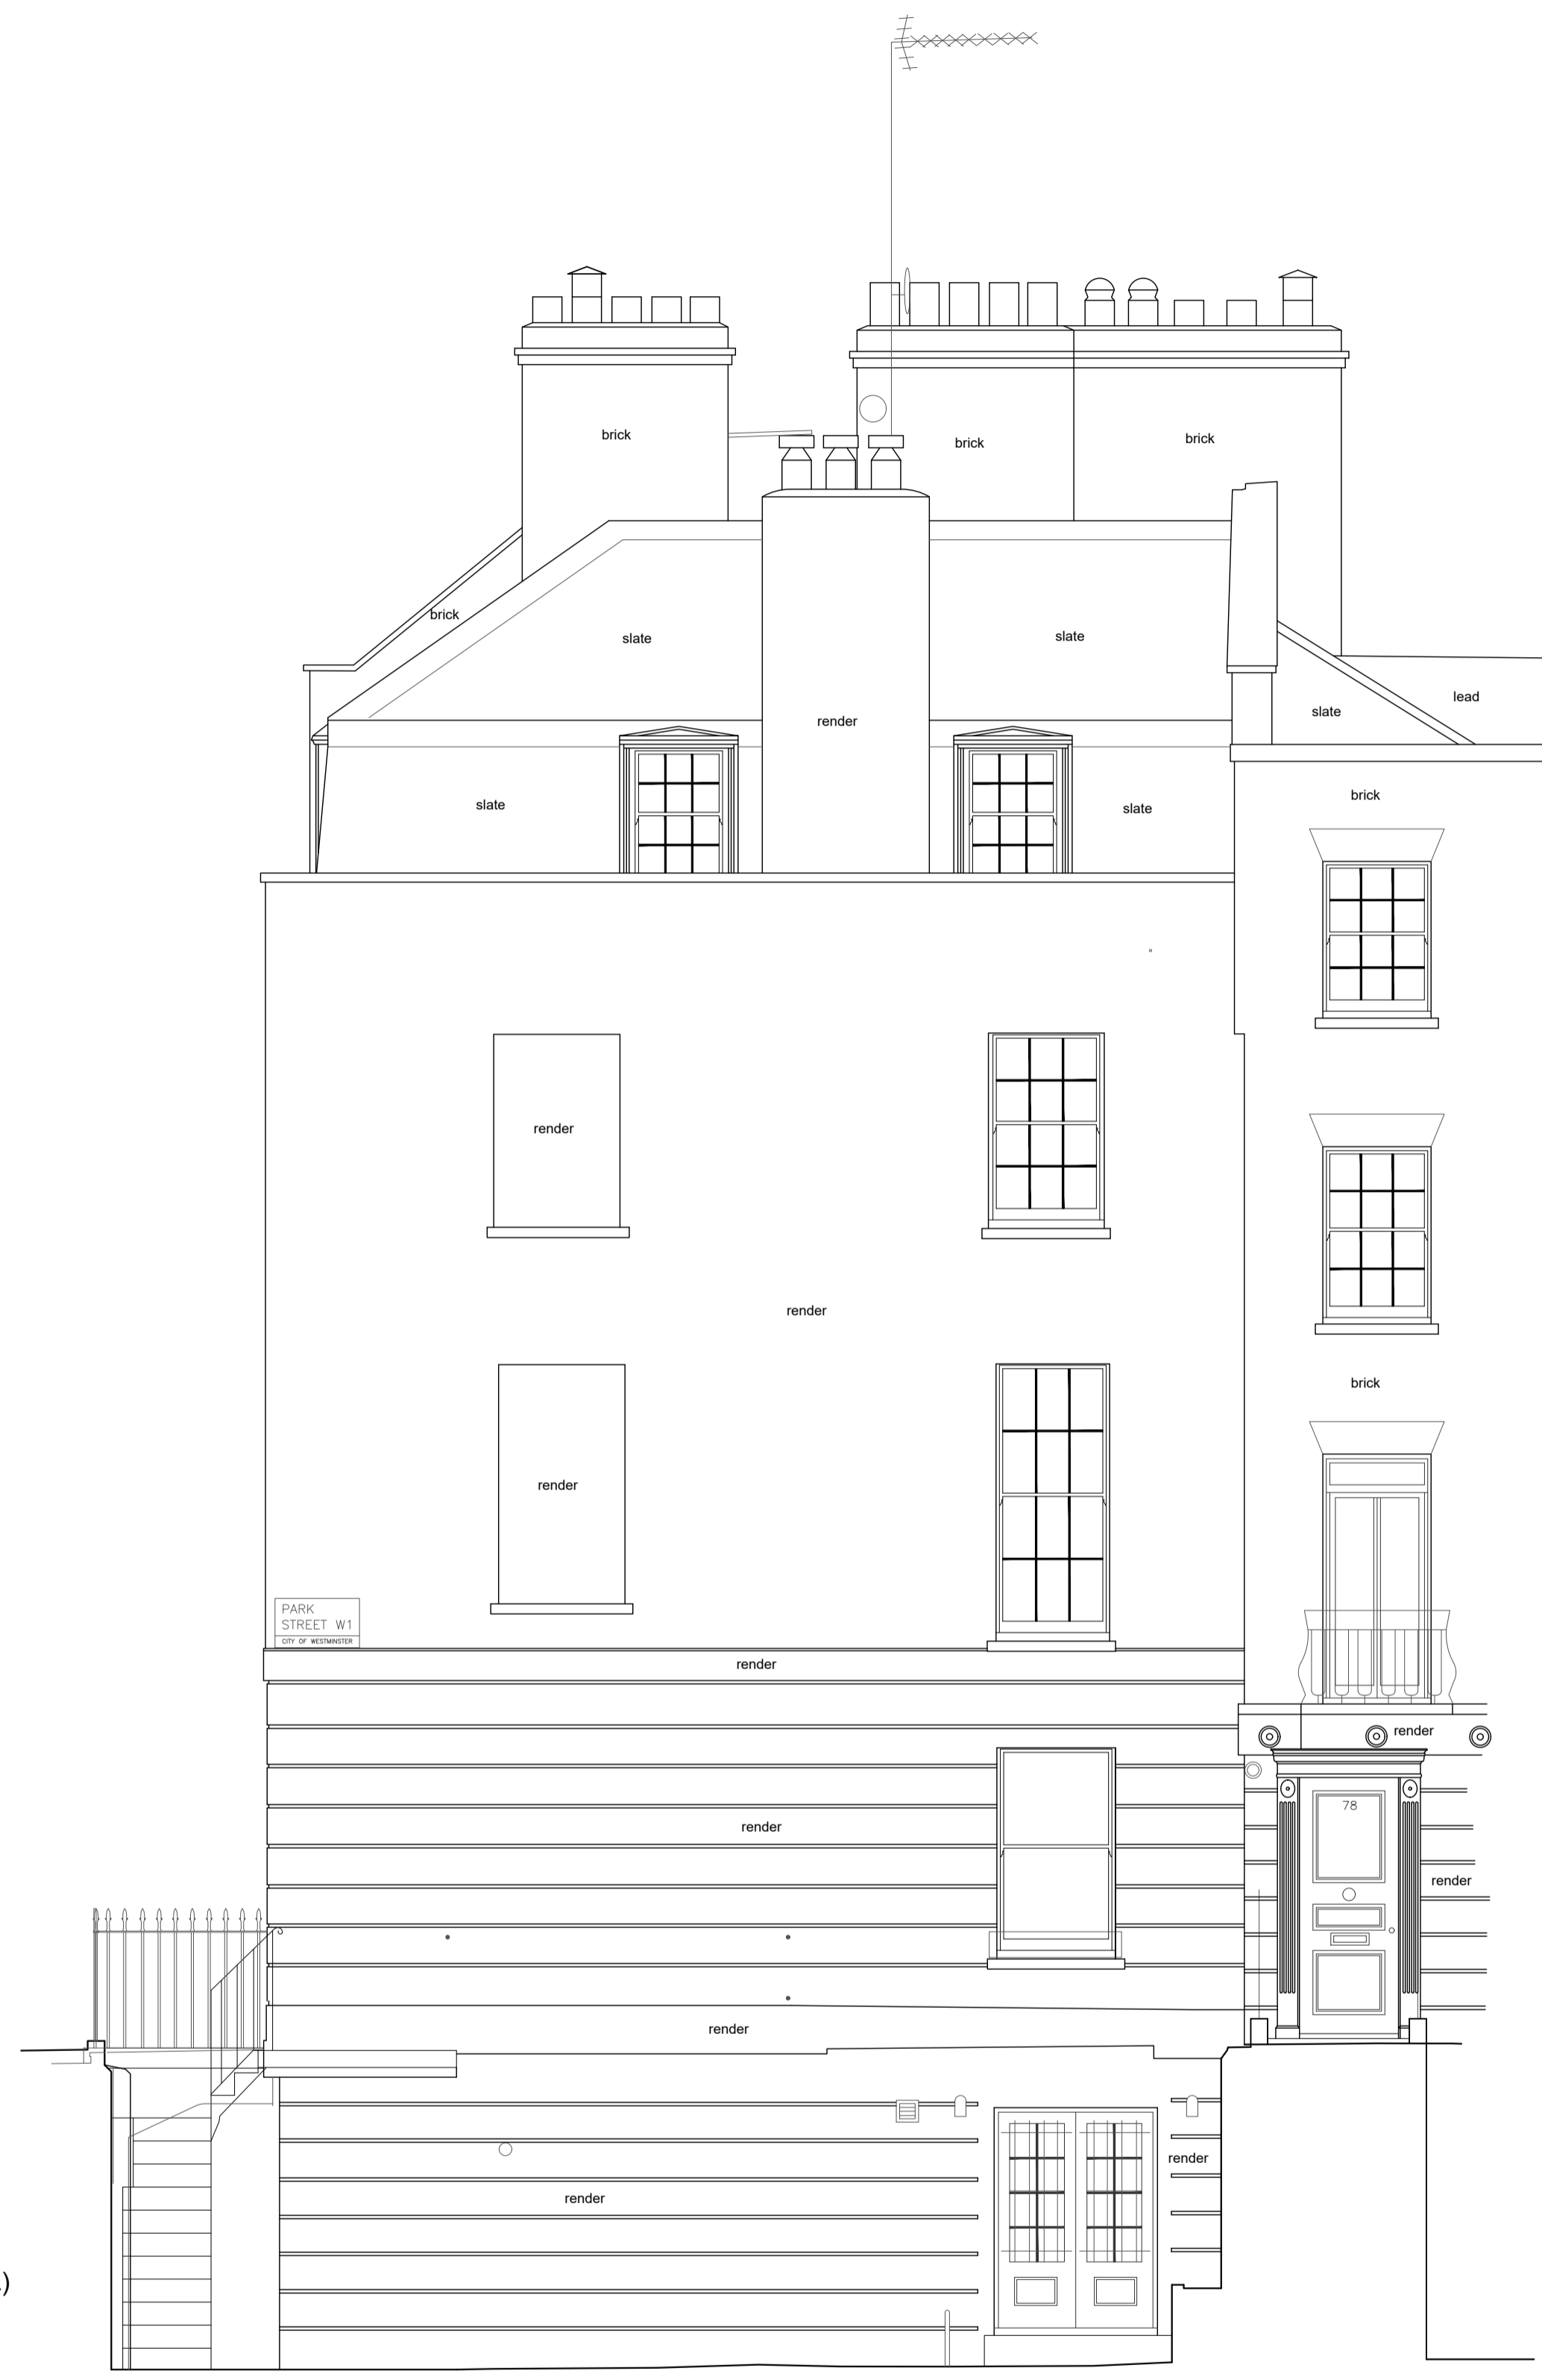 brick
brick
brick
brick
slate
slate
lead
slate
render
brick
slate
slate
render
render
brick
render
PARK
STREET W1
CITY OF WESTMINSTER
render
render
78
render
render
render
render
render
)